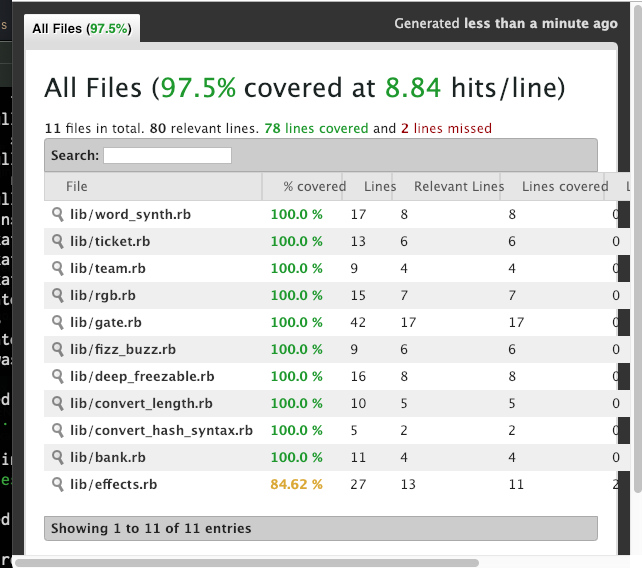 All Files (97.5%)
Generated less than a minute ago
All Files (97.5% covered at 8.84 hits/line)
11 files in total. 80 relevant lines. 78 lines covered and 2 lines missed
Search:
File % covered Lines Relevant Lines Lines covered L
lib/word_synth.rb 100.0 % 17 8 8 0
lib/ticket.rb 100.0 % 13 6 6 0
lib/team.rb 100.0 % 9 4 4 0
lib/rgb.rb 100.0 % 15 7 7 0
lib/gate.rb 100.0 % 42 17 17 0
lib/fizz_buzz.rb 100.0 % 9 6 6 0
lib/deep_freezable.rb 100.0 % 16 8 8 0
lib/convert_length.rb 100.0 % 10 5 5 0
lib/convert_hash_syntax.rb 100.0 % 5 2 2 0
lib/bank.rb 100.0 % 11 4 4 0
lib/effects.rb 84.62 % 27 13 11 2
Showing 1 to 11 of 11 entries